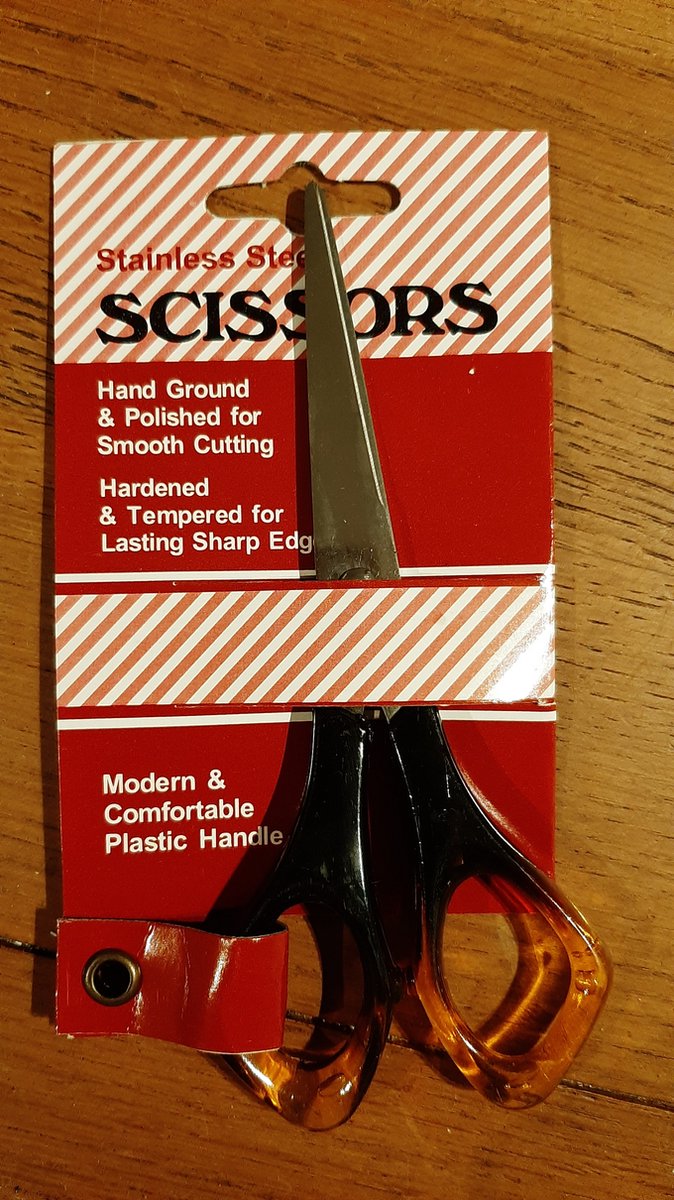 Stainless Stee
SCISSORS
Hand Ground
& Polished for
Smooth Cutting
Hardened
& Tempered for
Lasting Sharp Edg
Modern &
Comfortable
Plastic Handle